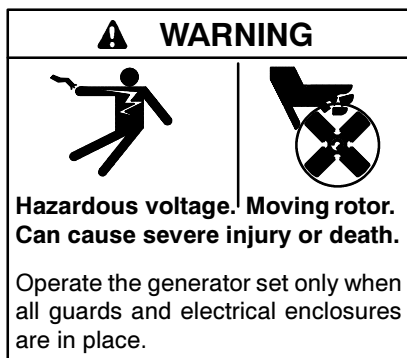 WARNING
Hazardous voltage. Moving rotor.
Can cause severe injury or death.
Operate the generator set only when
all guards and electrical enclosures
are in place.